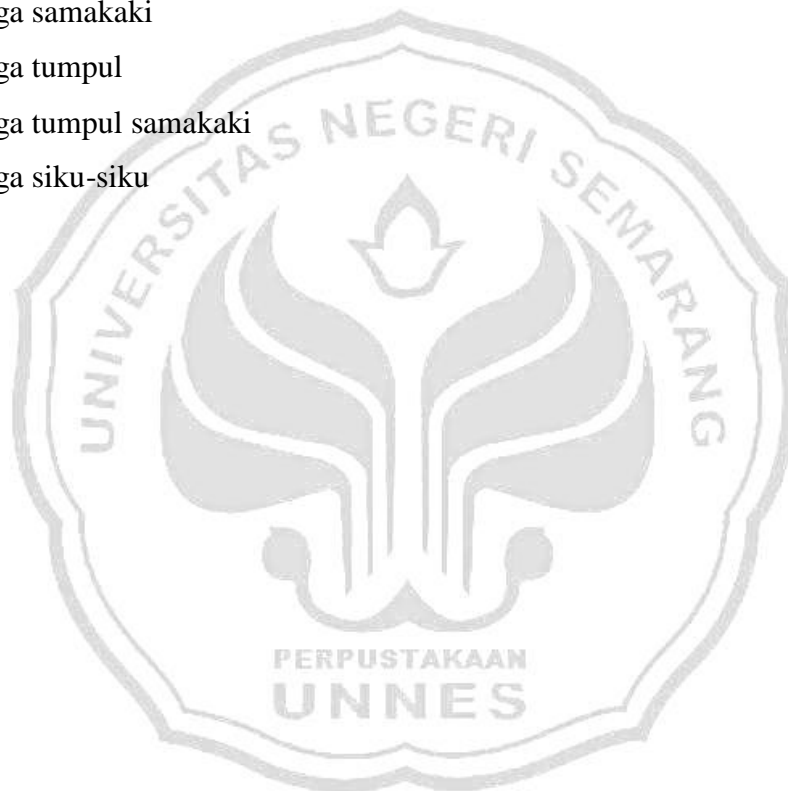 ga samakaki
ga tumpul
ga tumpul samakaki
ga siku-siku
UNIVERSITAS NEGERI SEMARANG
PERPUSTAKAAN
UNNES